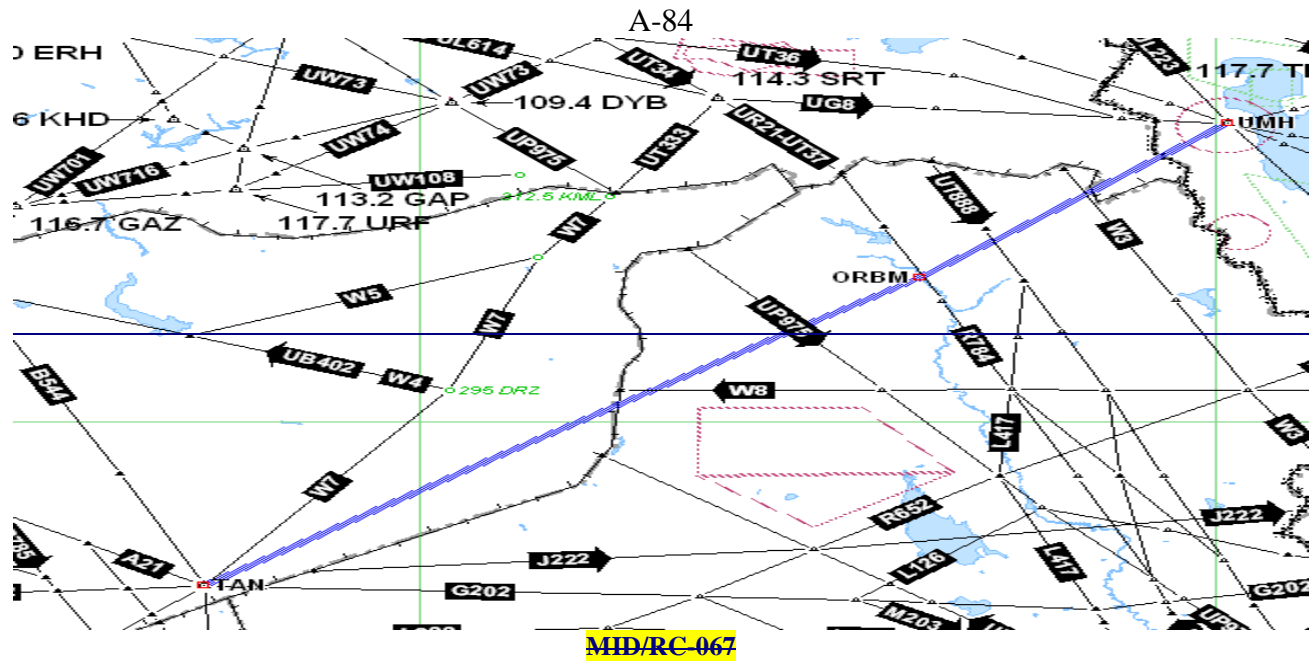 A-84
ERH
UL614
UW73
UT34
UT36
114.3 SRT
L223
UW73
109.4 DYB
UG8
6 KHD
UW74
UP975
UT333
UR21-UT37
UMH
UW701
UW716
UW108
113.2 GAP
312.5 KML
UT888
116.7 GAZ
117.7 URF
W7
W3
ORBM
W5
W7
UP975
R784
UB402
W4
295 DRZ
W8
B544
L417
W3
W7
R652
J222
A21
J222
L126
L417
TAN
G202
G202
M203
MID/RC-067